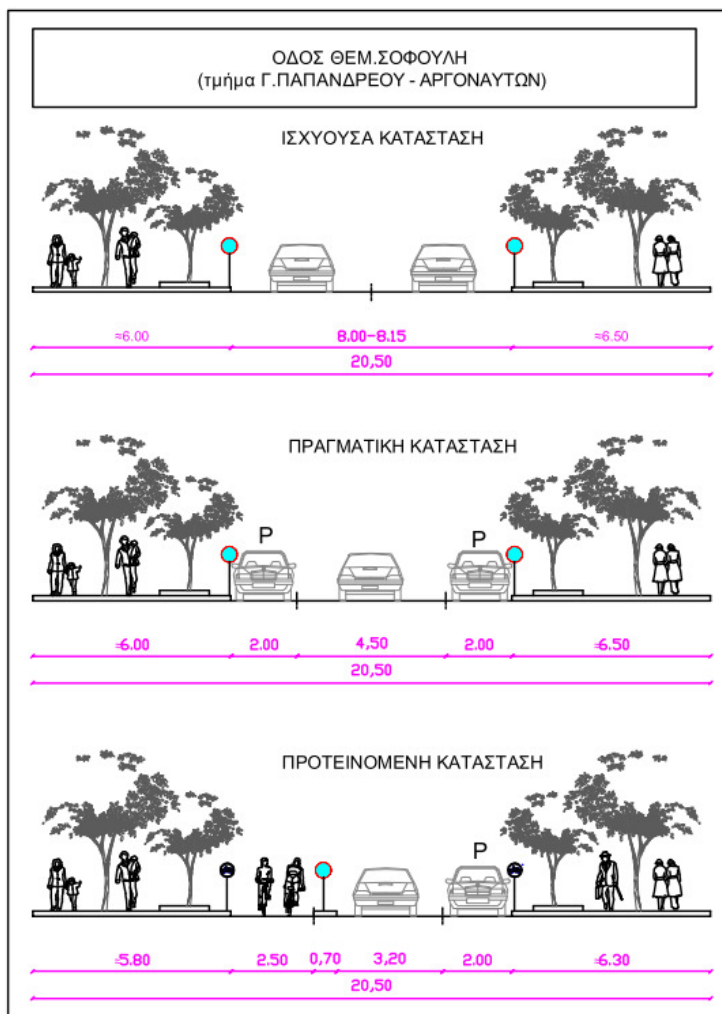 ΟΔΟΣ ΘΕΜ.ΣΟΦΟΥΛΗ
(τμήμα Γ.ΠΑΠΑΝΔΡΕΟΥ - ΑΡΓΟΝΑΥΤΩΝ)
ΙΣΧΥΟΥΣΑ ΚΑΤΑΣΤΑΣΗ
≈6.00 8.00-8.15 ≈6.50
20,50
ΠΡΑΓΜΑΤΙΚΗ ΚΑΤΑΣΤΑΣΗ
P P
≈6.00 2.00 4,50 2.00 ≈6.50
20,50
ΠΡΟΤΕΙΝΟΜΕΝΗ ΚΑΤΑΣΤΑΣΗ
P
≈5.80 2.50 0,70 3,20 2.00 ≈6.30
20,50